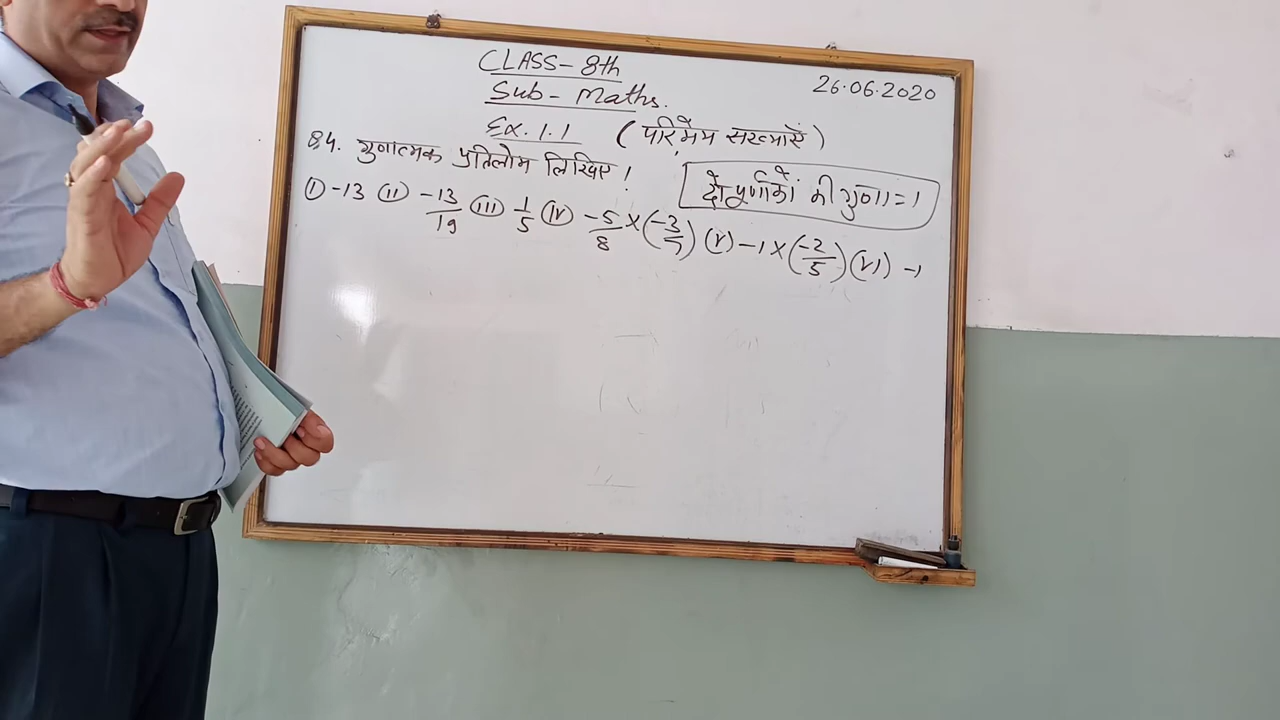 CLASS-8th
26.06.2020
Sub-Maths.
Ex.1.1 (परिमेय संख्याएँ)
Q4. गुणात्मक प्रतिलोम लिखिए !
दो पूर्णांकों की गुणा = 1
(i) -13 (ii) -13/19 (iii) 1/5 (iv) -5/8 × (-3/7) (v) -1 × (-2/5) (vi) -1